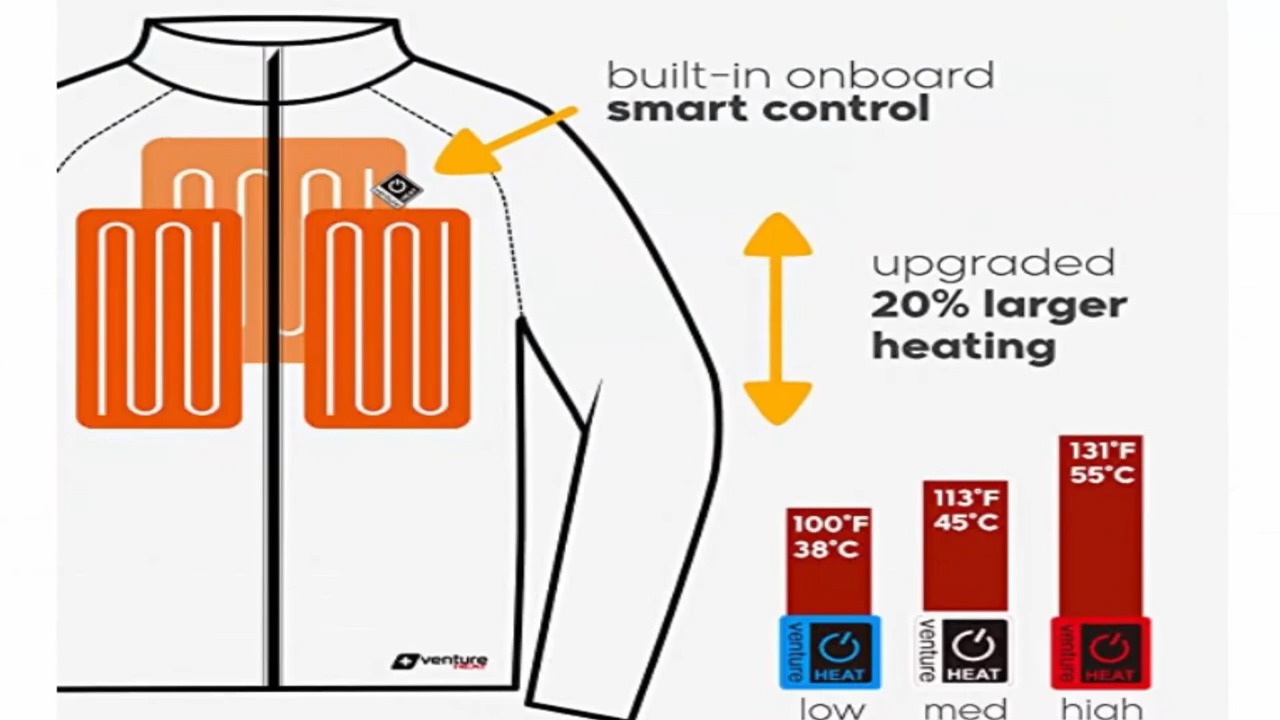 built-in onboard
smart control
upgraded
20% larger
heating
131°F
55°C
113°F
45°C
100°F
38°C
venture
HEAT
venture
HEAT
venture
HEAT
venture
HEAT
low
med
high